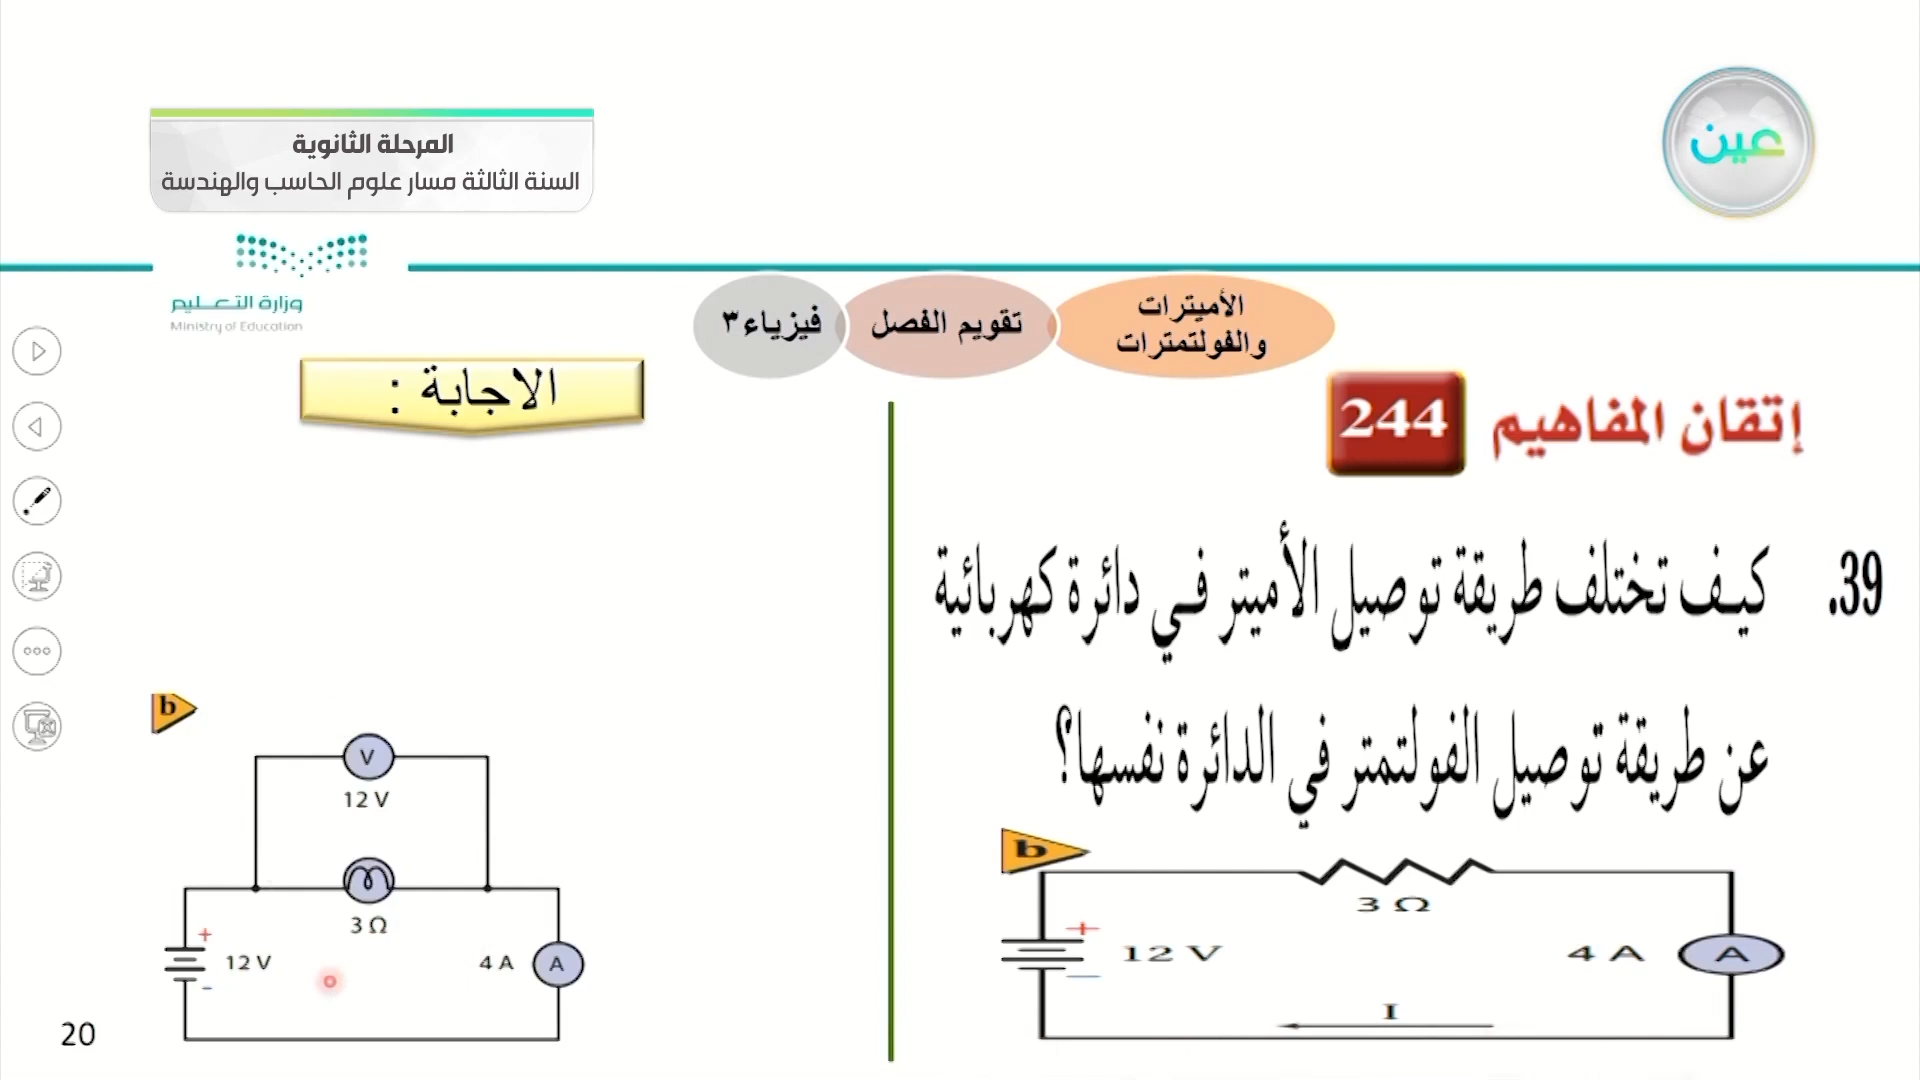 عين
المرحلة الثانوية
السنة الثالثة مسار علوم الحاسب والهندسة
وزارة التعليم
Ministry of Education
الأميترات
والفولتمترات
تقويم الفصل
فيزياء٣
إتقان المفاهيم
244
39. كيف تختلف طريقة توصيل الأميتر في دائرة كهربائية
عن طريقة توصيل الفولتمتر في الدائرة نفسها؟
b
3 Ω
+
12 V
−
4 A
A
I
الاجابة :
b
V
12 V
3 Ω
+
12 V
-
4 A
A
20